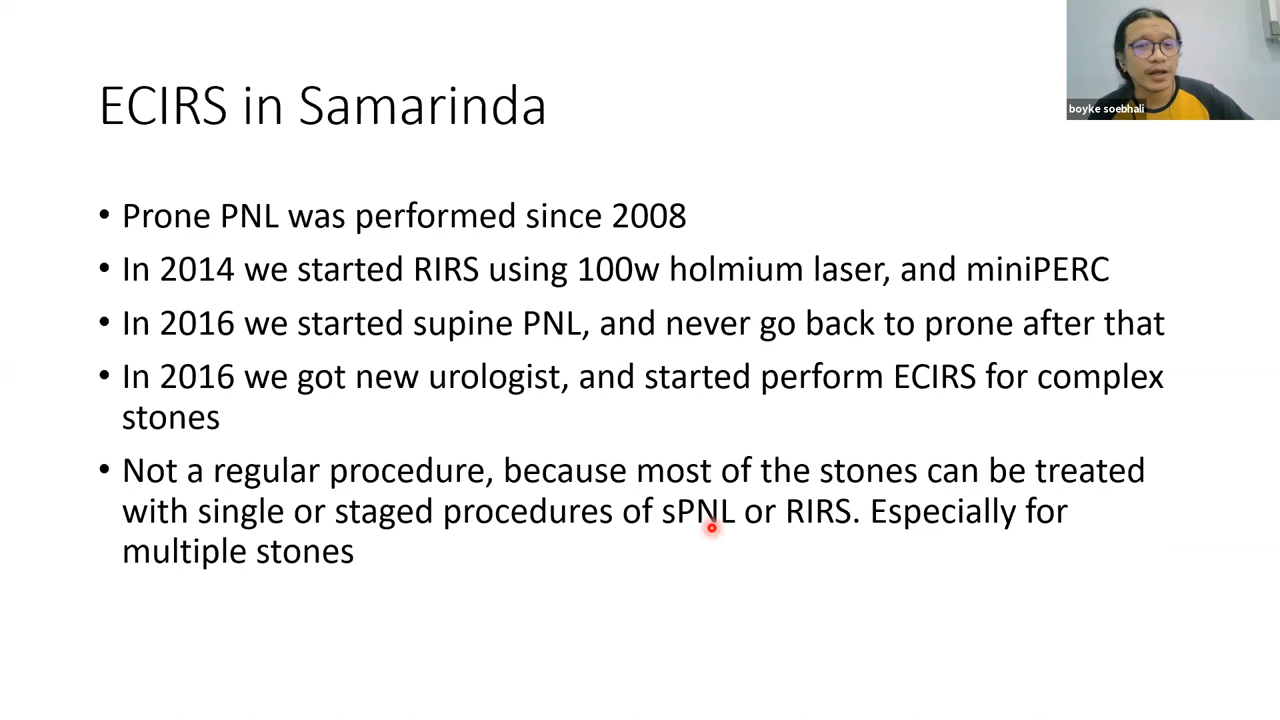 ECIRS in Samarinda
boyke soebhali
• Prone PNL was performed since 2008
• In 2014 we started RIRS using 100w holmium laser, and miniPERC
• In 2016 we started supine PNL, and never go back to prone after that
• In 2016 we got new urologist, and started perform ECIRS for complex
stones
• Not a regular procedure, because most of the stones can be treated
with single or staged procedures of sPNL or RIRS. Especially for
multiple stones